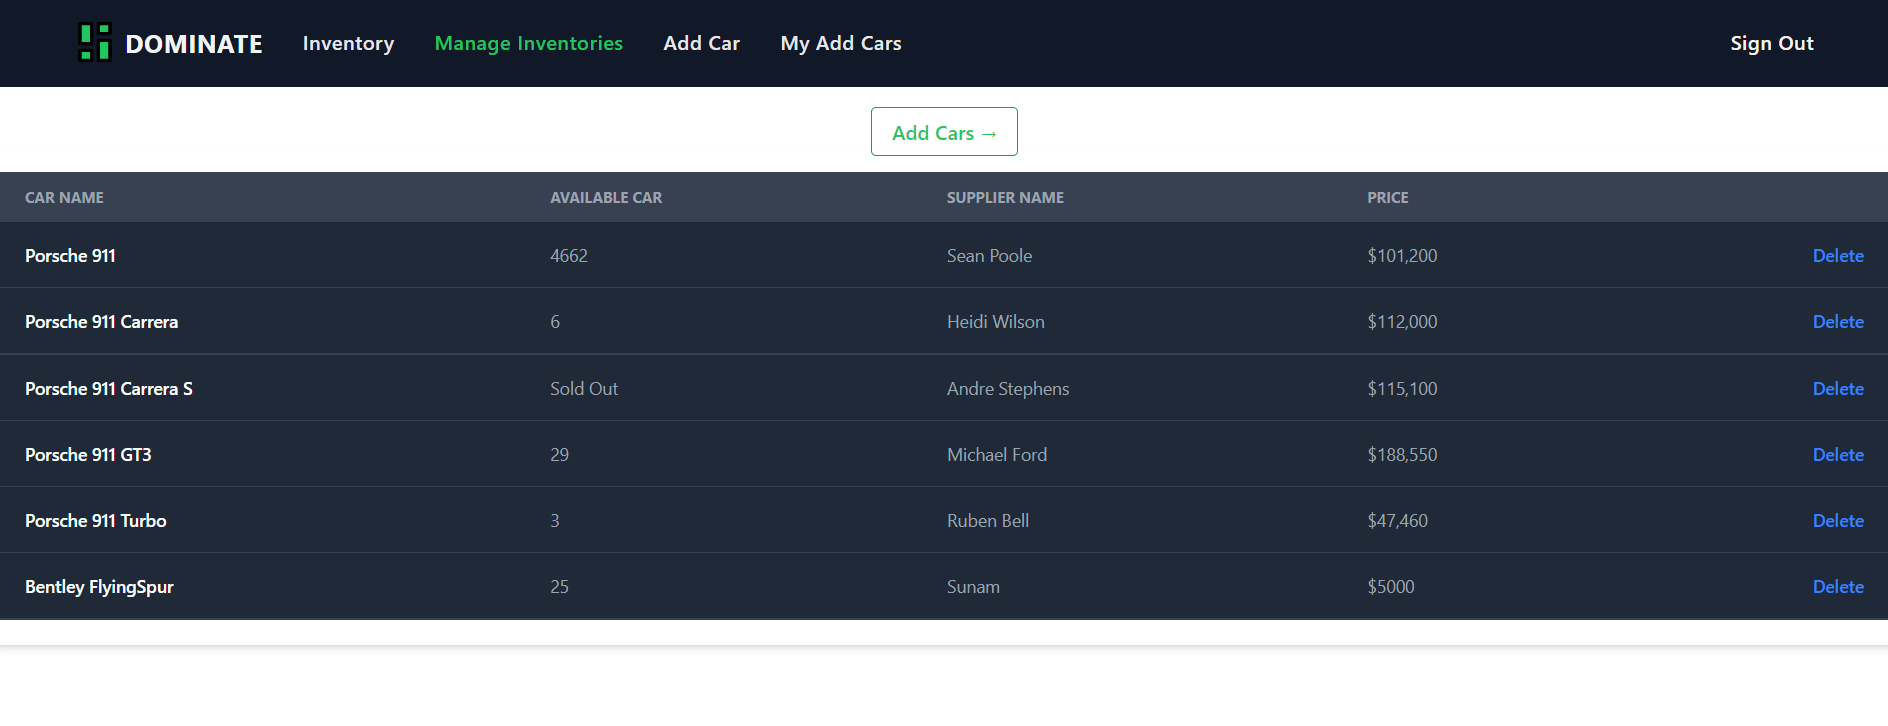 DOMINATE Inventory Manage Inventories Add Car My Add Cars Sign Out
Add Cars →
CAR NAME AVAILABLE CAR SUPPLIER NAME PRICE
Porsche 911 4662 Sean Poole $101,200 Delete
Porsche 911 Carrera 6 Heidi Wilson $112,000 Delete
Porsche 911 Carrera S Sold Out Andre Stephens $115,100 Delete
Porsche 911 GT3 29 Michael Ford $188,550 Delete
Porsche 911 Turbo 3 Ruben Bell $47,460 Delete
Bentley FlyingSpur 25 Sunam $5000 Delete